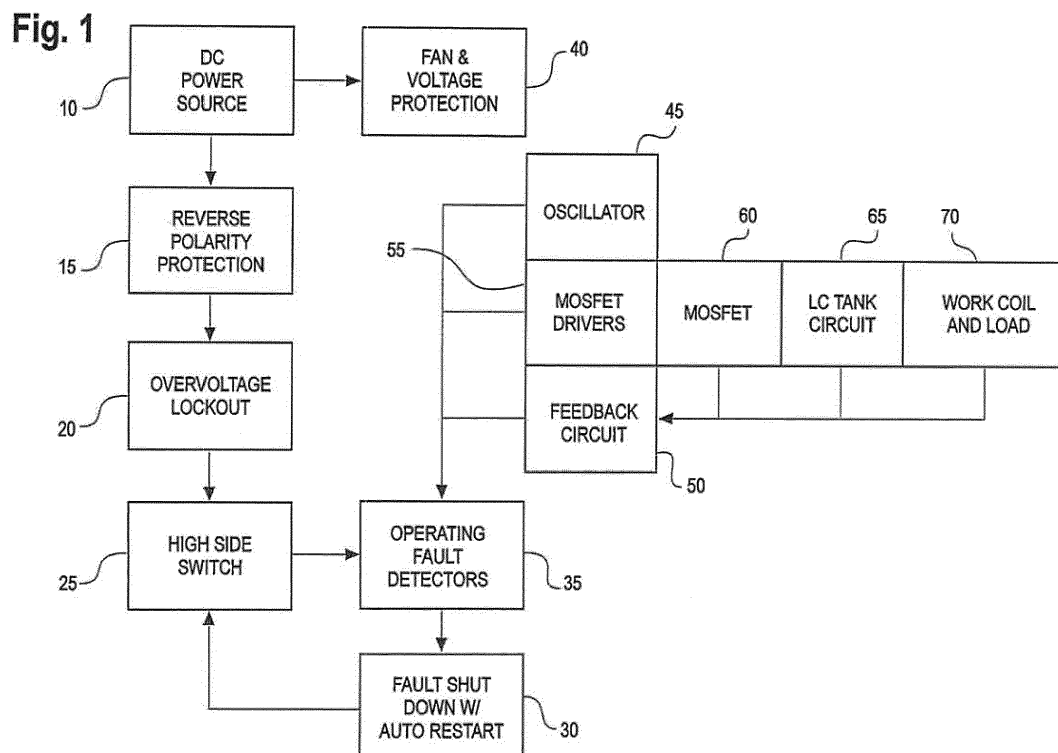 Fig. 1
DC
POWER
SOURCE
10
FAN &
VOLTAGE
PROTECTION
40
45
REVERSE
POLARITY
PROTECTION
15
OSCILLATOR
55
60
65
70
MOSFET
DRIVERS
MOSFET
LC TANK
CIRCUIT
WORK COIL
AND LOAD
OVERVOLTAGE
LOCKOUT
20
FEEDBACK
CIRCUIT
50
HIGH SIDE
SWITCH
25
OPERATING
FAULT
DETECTORS
35
FAULT SHUT
DOWN W/
AUTO RESTART
30